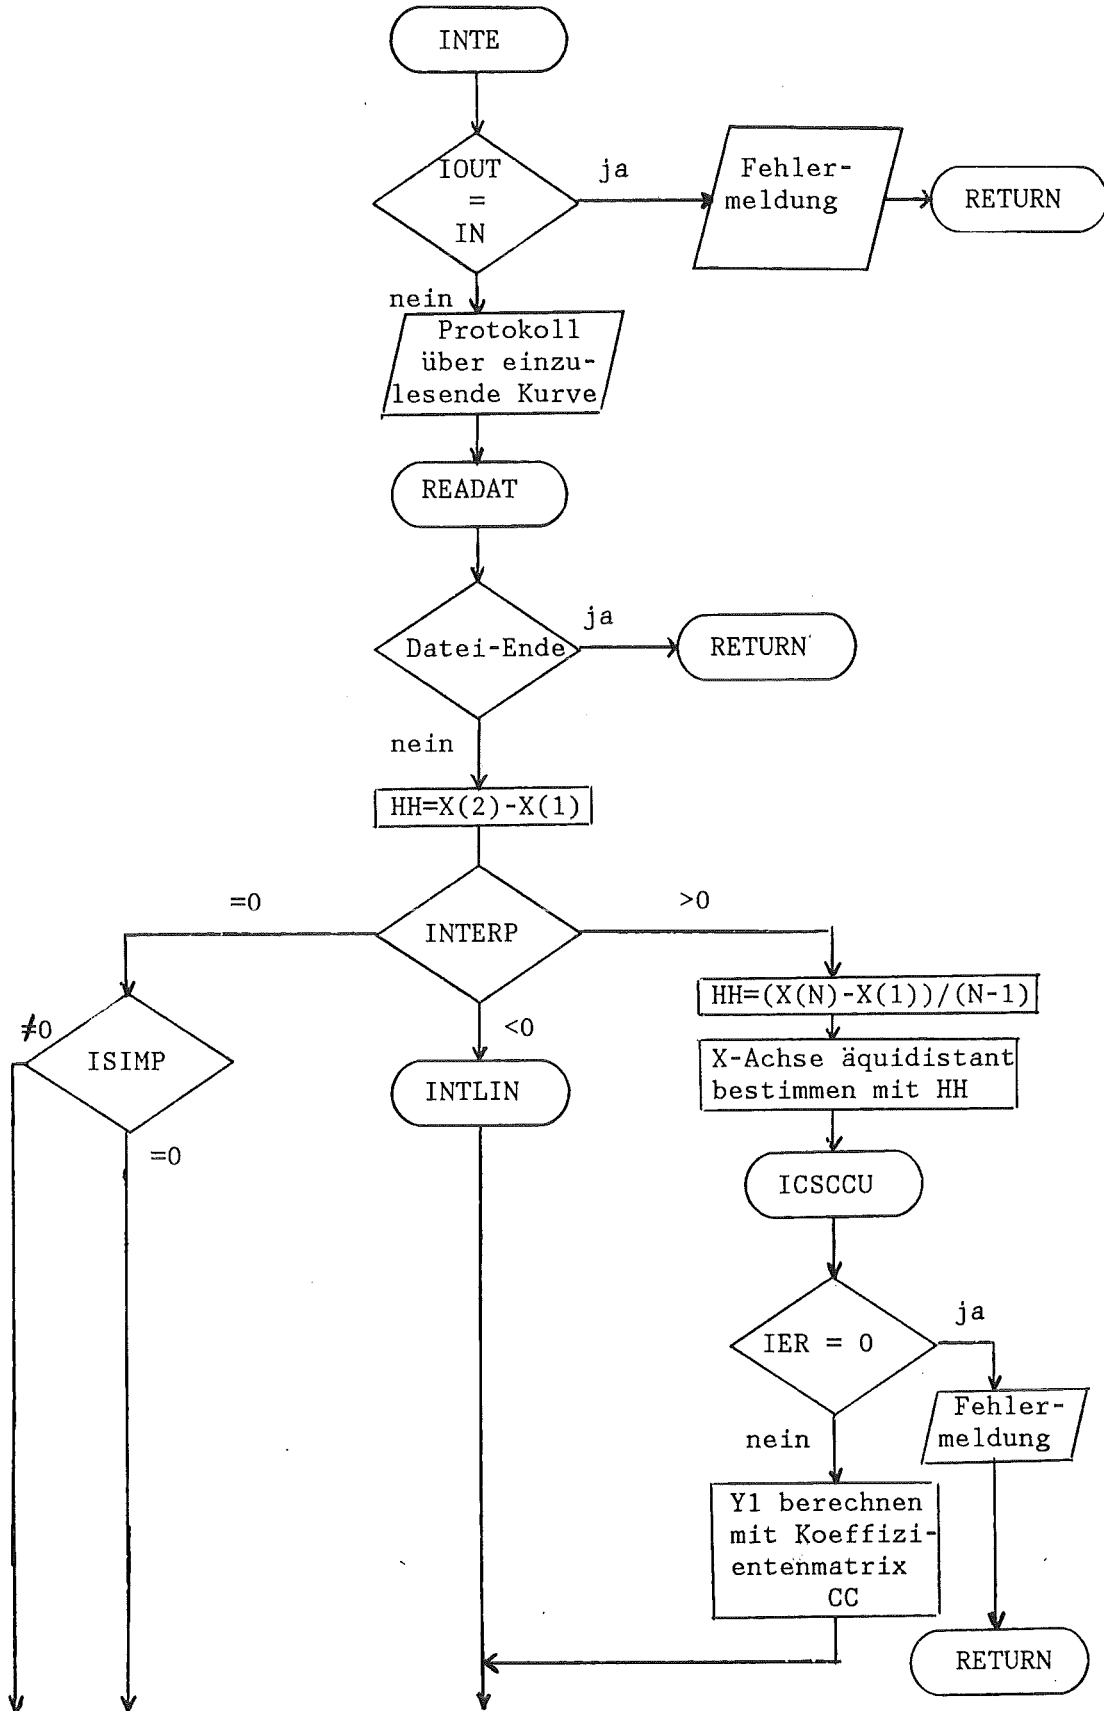 INTE
IOUT
=
IN
ja
Fehler-
meldung
RETURN
nein
Protokoll
über einzu-
lesende Kurve
READAT
Datei-Ende
ja
RETURN
nein
HH=X(2)-X(1)
INTERP
=0
>0
<0
≠0
ISIMP
=0
INTLIN
HH=(X(N)-X(1))/(N-1)
X-Achse äquidistant
bestimmen mit HH
ICSCCU
IER = 0
ja
Fehler-
meldung
nein
Y1 berechnen
mit Koeffizi-
entenmatrix
CC
RETURN